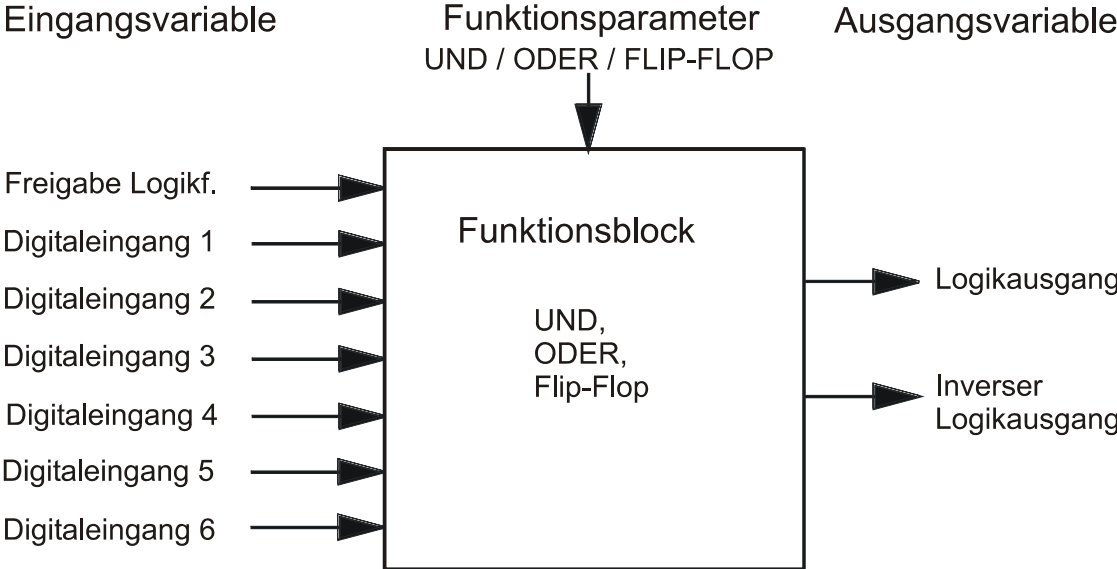 Eingangsvariable
Funktionsparameter
Ausgangsvariable
UND / ODER / FLIP-FLOP
Freigabe Logikf.
Digitaleingang 1
Digitaleingang 2
Digitaleingang 3
Digitaleingang 4
Digitaleingang 5
Digitaleingang 6
Funktionsblock
UND,
ODER,
Flip-Flop
Logikausgang
Inverser
Logikausgang